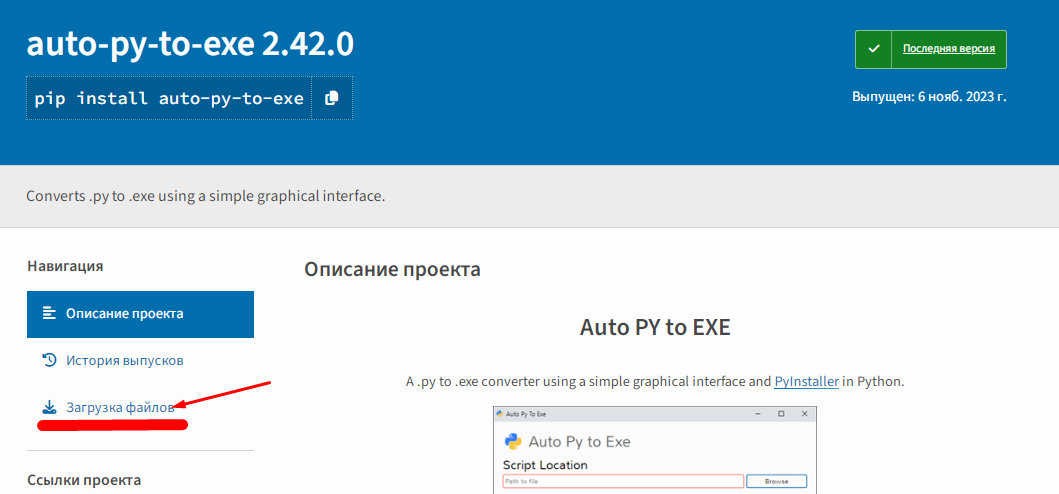 auto-py-to-exe 2.42.0
pip install auto-py-to-exe
Последняя версия
Выпущен: 6 нояб. 2023 г.
Converts .py to .exe using a simple graphical interface.
Навигация
Описание проекта
История выпусков
Загрузка файлов
Ссылки проекта
Описание проекта
Auto PY to EXE
A .py to .exe converter using a simple graphical interface and PyInstaller in Python.
Auto Py To Exe
Auto Py to Exe
Script Location
Path to file
Browse